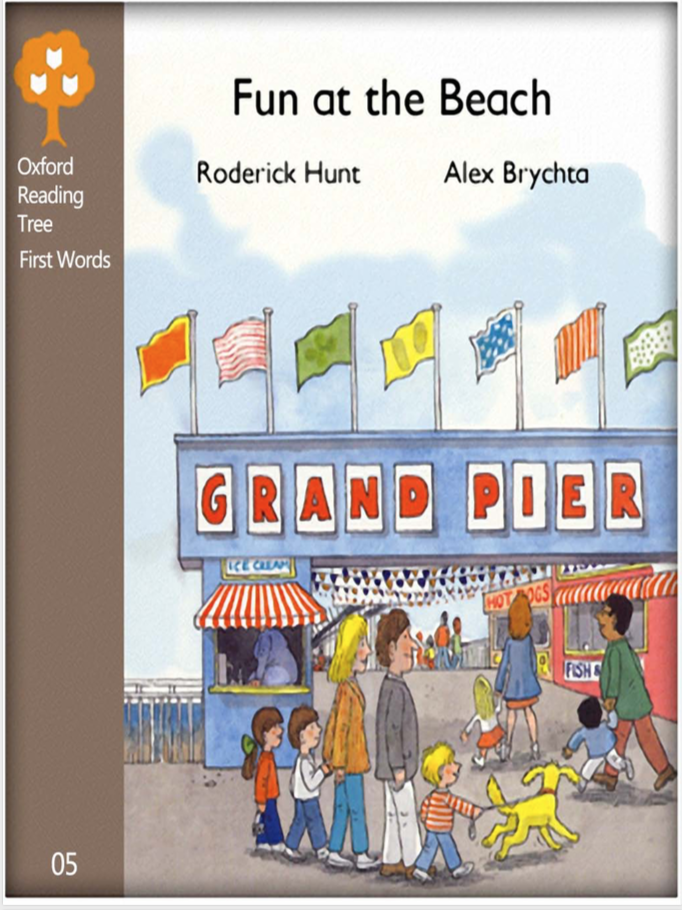 Fun at the Beach
Roderick Hunt
Alex Brychta
Oxford
Reading
Tree
First Words
GRAND PIER
ICE CREAM
HOT DOGS
FISH &
05